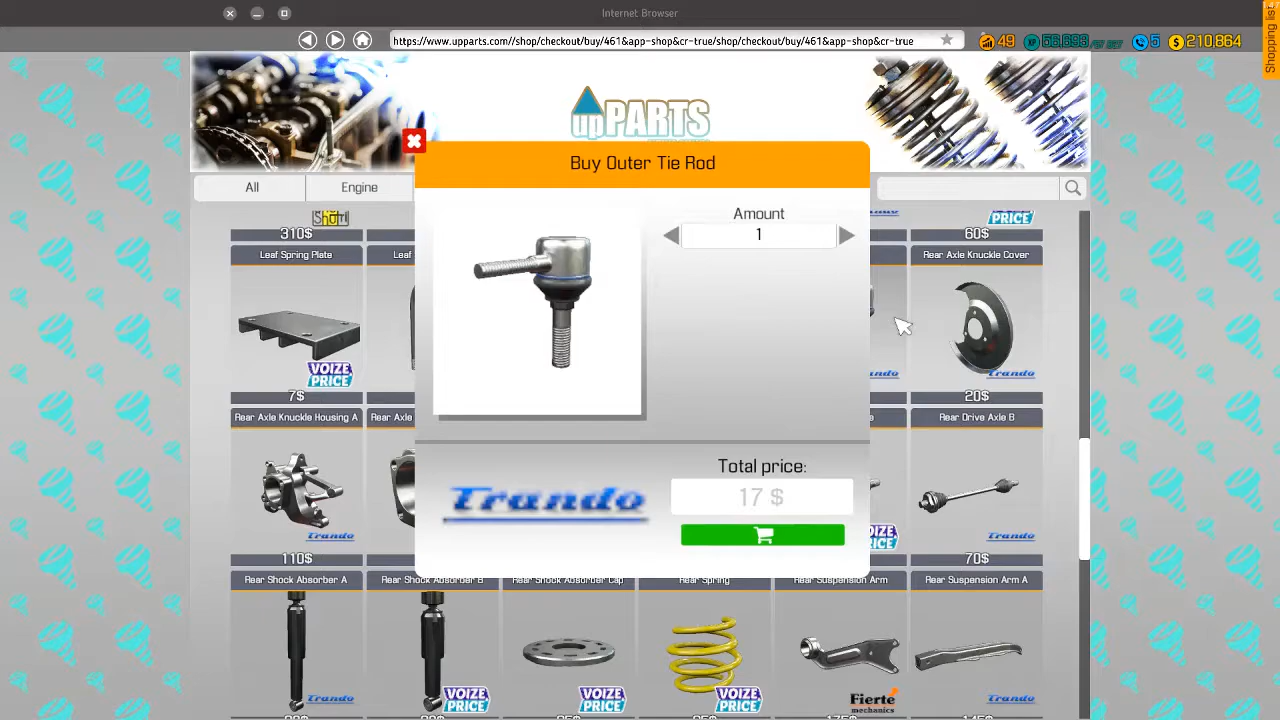 Internet Browser
https://www.upparts.com//shop/checkout/buy/461&app-shop&cr-true/shop/checkout/buy/461&app-shop&cr-true
49
5
210,864
Shopping list
upPARTS
Buy Outer Tie Rod
All
Engine
Amount
1
Shott
PRICE
310$
60$
Leaf Spring Plate
Leaf
Rear Axle Knuckle Cover
VOIZE PRICE
Trando
7$
20$
Rear Axle Knuckle Housing A
Rear Axle
Rear Drive Axle B
Total price:
17 $
Trando
Trando
Trando
110$
70$
Rear Shock Absorber A
Rear Shock Absorber B
Rear Shock Absorber Cap
Rear Spring
Rear Suspension Arm
Rear Suspension Arm A
Trando
VOIZE PRICE
VOIZE PRICE
VOIZE PRICE
Fierte mechanics
Trando